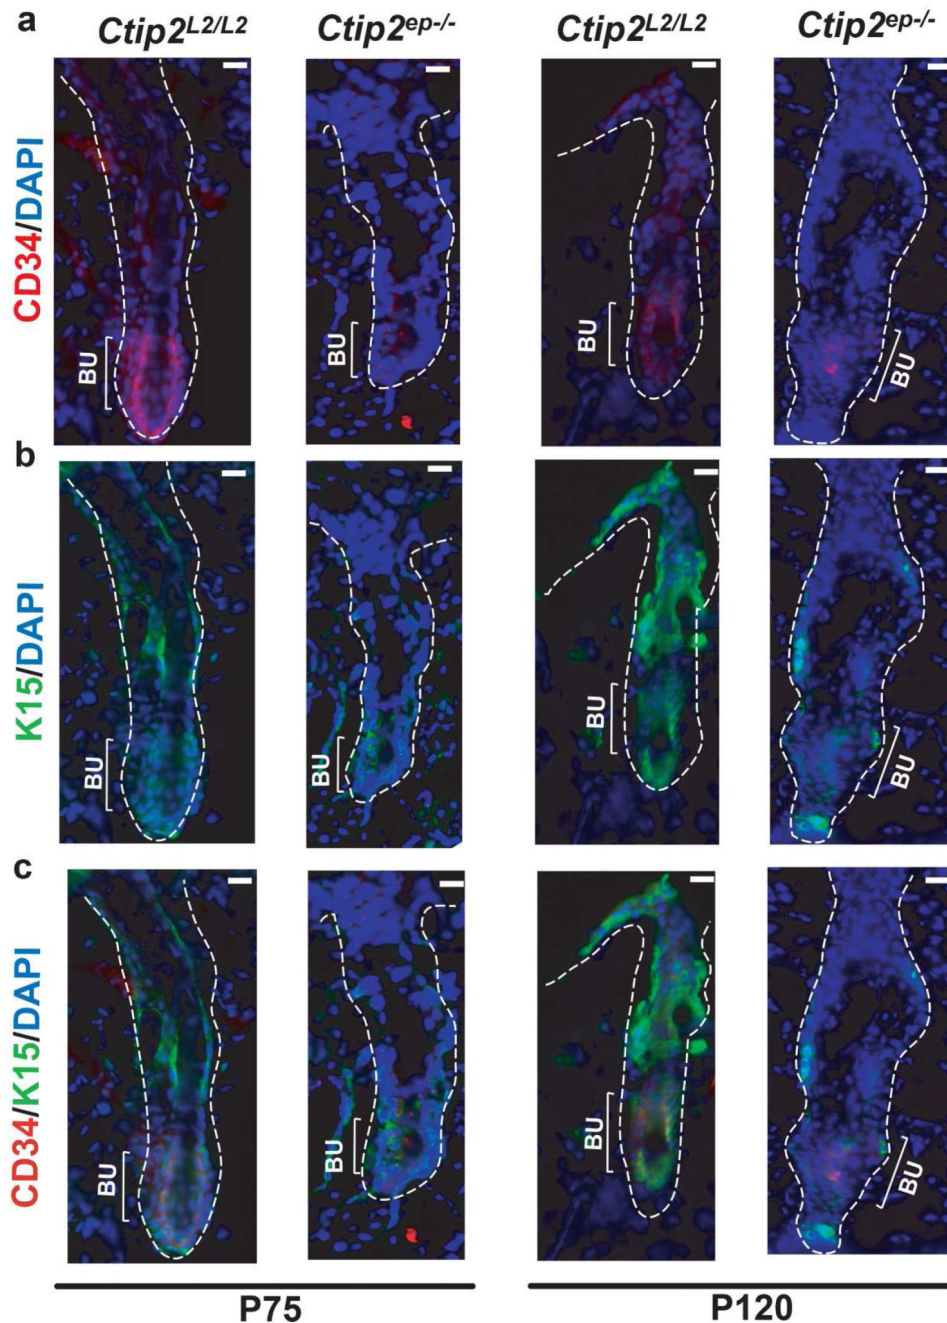 a
Ctip2L2/L2 Ctip2ep-/- Ctip2L2/L2 Ctip2ep-/-
CD34/DAPI
BU BU BU BU
b
K15/DAPI
BU BU BU BU
c
CD34/K15/DAPI
BU BU BU BU
P75 P120